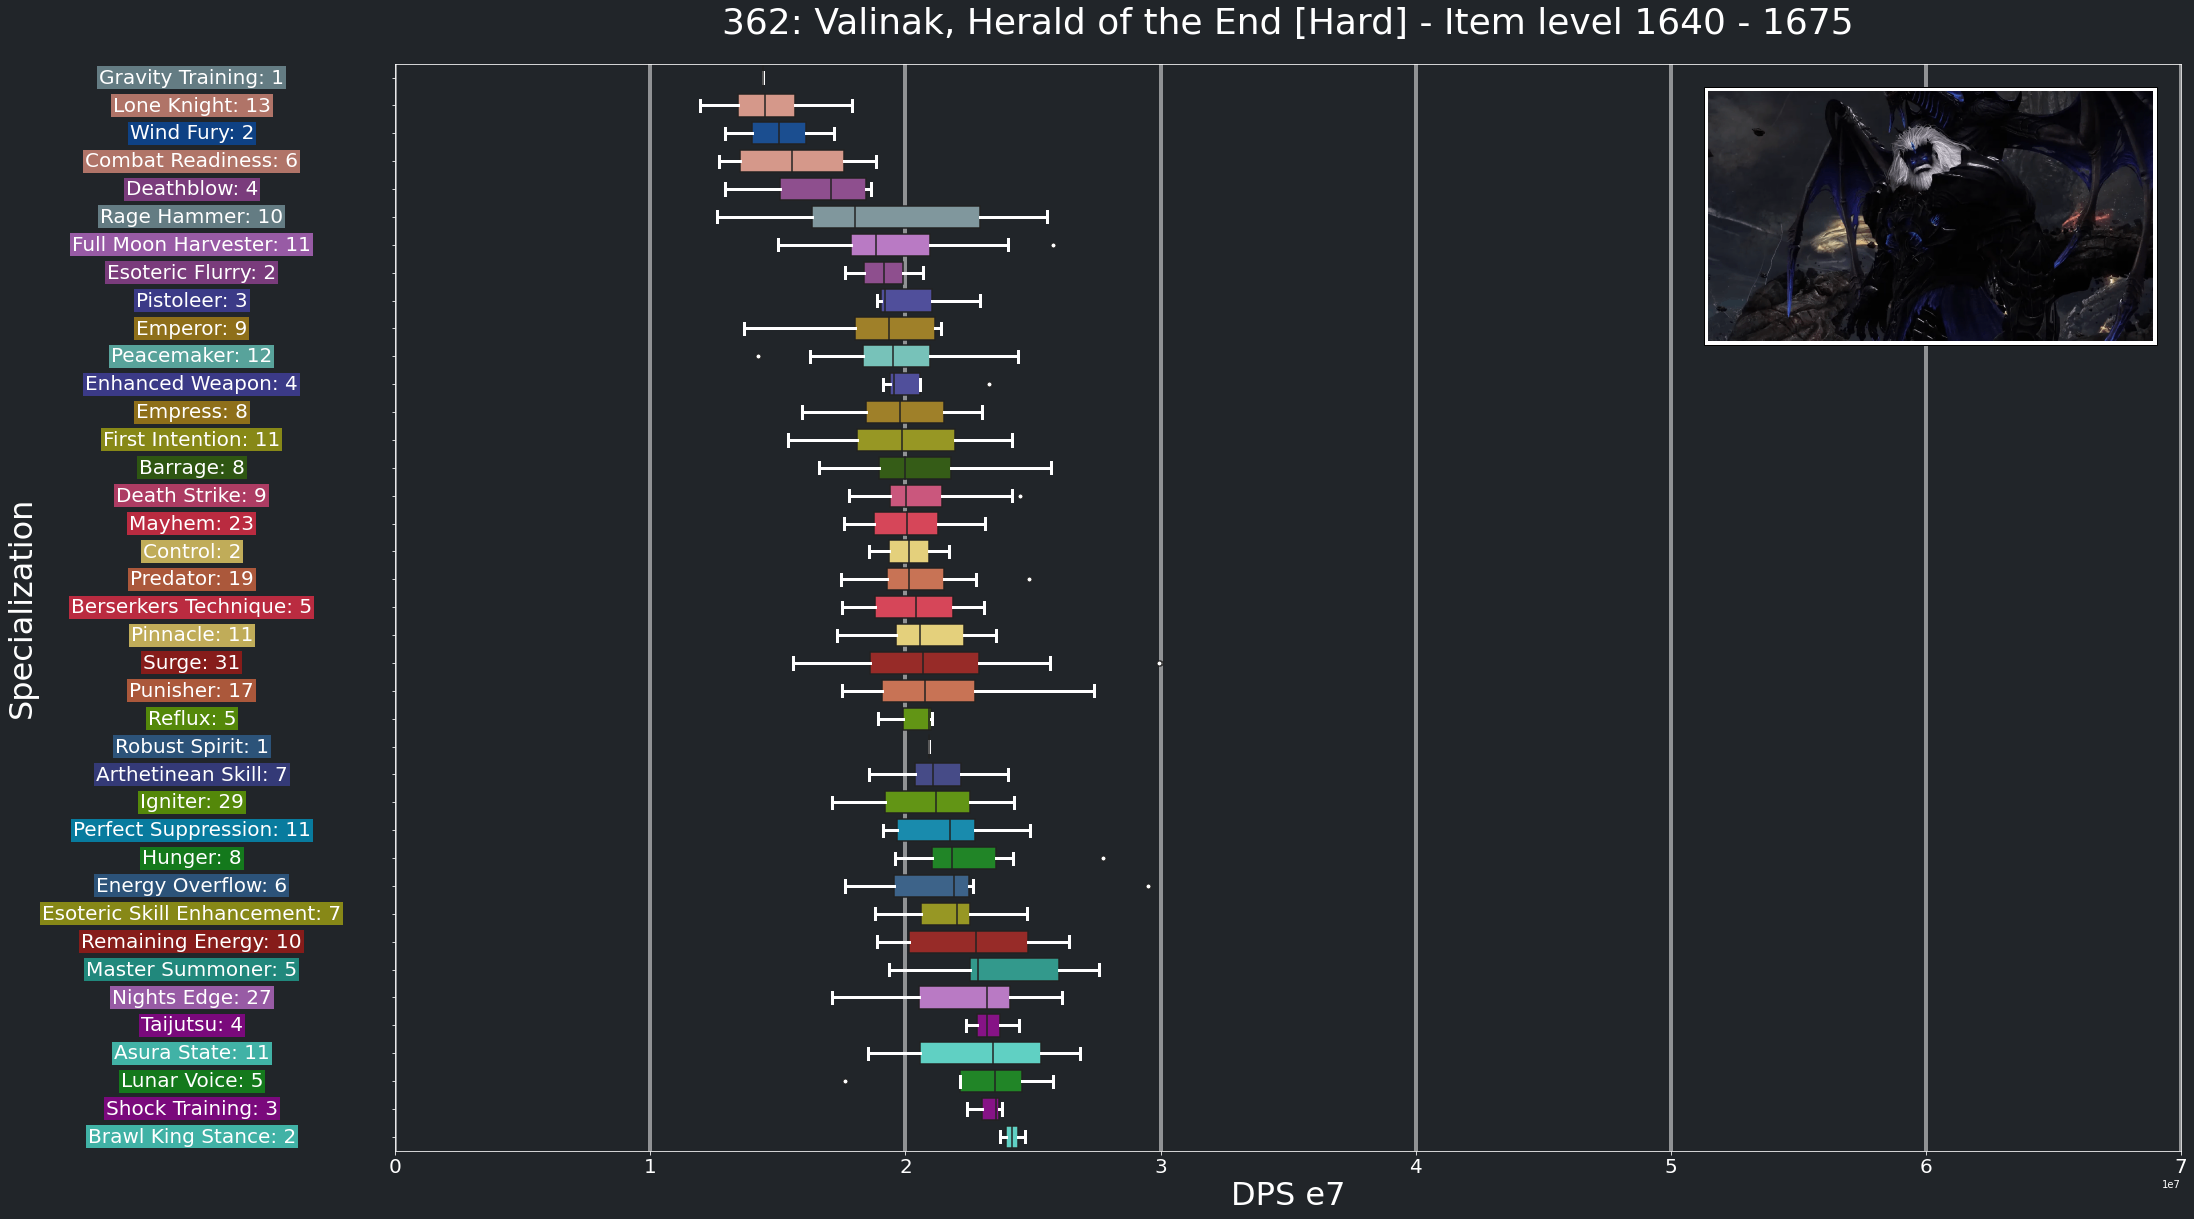 362: Valinak, Herald of the End [Hard] - Item level 1640 - 1675
Specialization
Gravity Training: 1
Lone Knight: 13
Wind Fury: 2
Combat Readiness: 6
Deathblow: 4
Rage Hammer: 10
Full Moon Harvester: 11
Esoteric Flurry: 2
Pistoleer: 3
Emperor: 9
Peacemaker: 12
Enhanced Weapon: 4
Empress: 8
First Intention: 11
Barrage: 8
Death Strike: 9
Mayhem: 23
Control: 2
Predator: 19
Berserkers Technique: 5
Pinnacle: 11
Surge: 31
Punisher: 17
Reflux: 5
Robust Spirit: 1
Arthetinean Skill: 7
Igniter: 29
Perfect Suppression: 11
Hunger: 8
Energy Overflow: 6
Esoteric Skill Enhancement: 7
Remaining Energy: 10
Master Summoner: 5
Nights Edge: 27
Taijutsu: 4
Asura State: 11
Lunar Voice: 5
Shock Training: 3
Brawl King Stance: 2
0 1 2 3 4 5 6 7
1e7
DPS e7